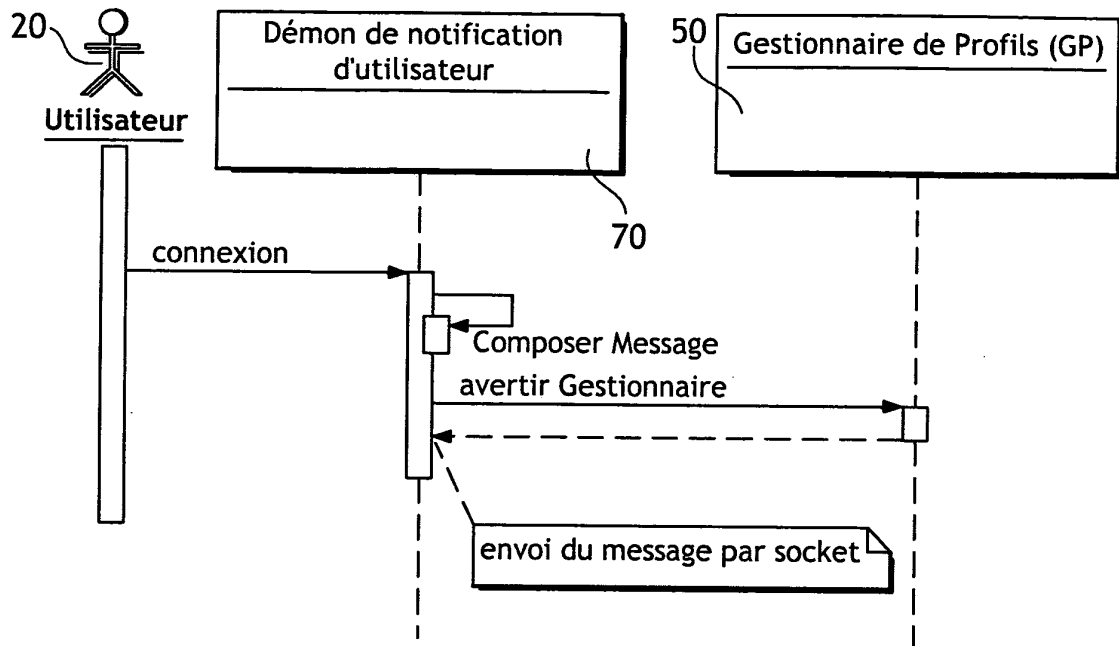 20
Utilisateur
Démon de notification
d'utilisateur
70
50
Gestionnaire de Profils (GP)
connexion
Composer Message
avertir Gestionnaire
envoi du message par socket